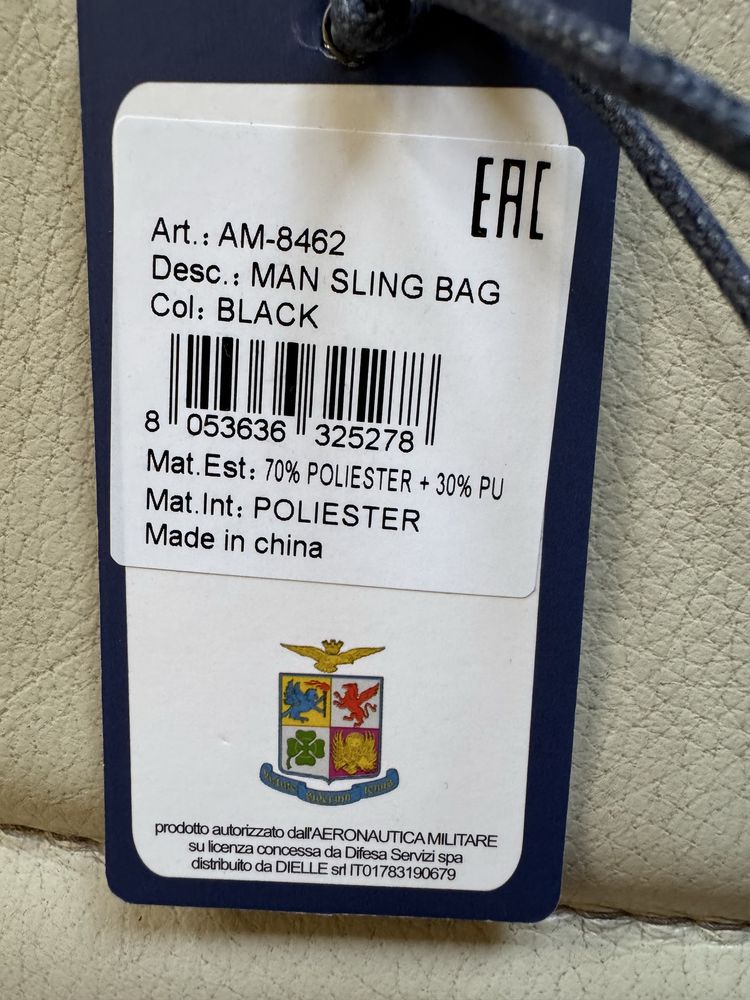 EAC
Art.: AM-8462
Desc.: MAN SLING BAG
Col: BLACK
8 053636 325278
Mat.Est: 70% POLIESTER + 30% PU
Mat.Int: POLIESTER
Made in china
prodotto autorizzato dall'AERONAUTICA MILITARE
su licenza concessa da Difesa Servizi spa
distribuito da DIELLE srl IT01783190679